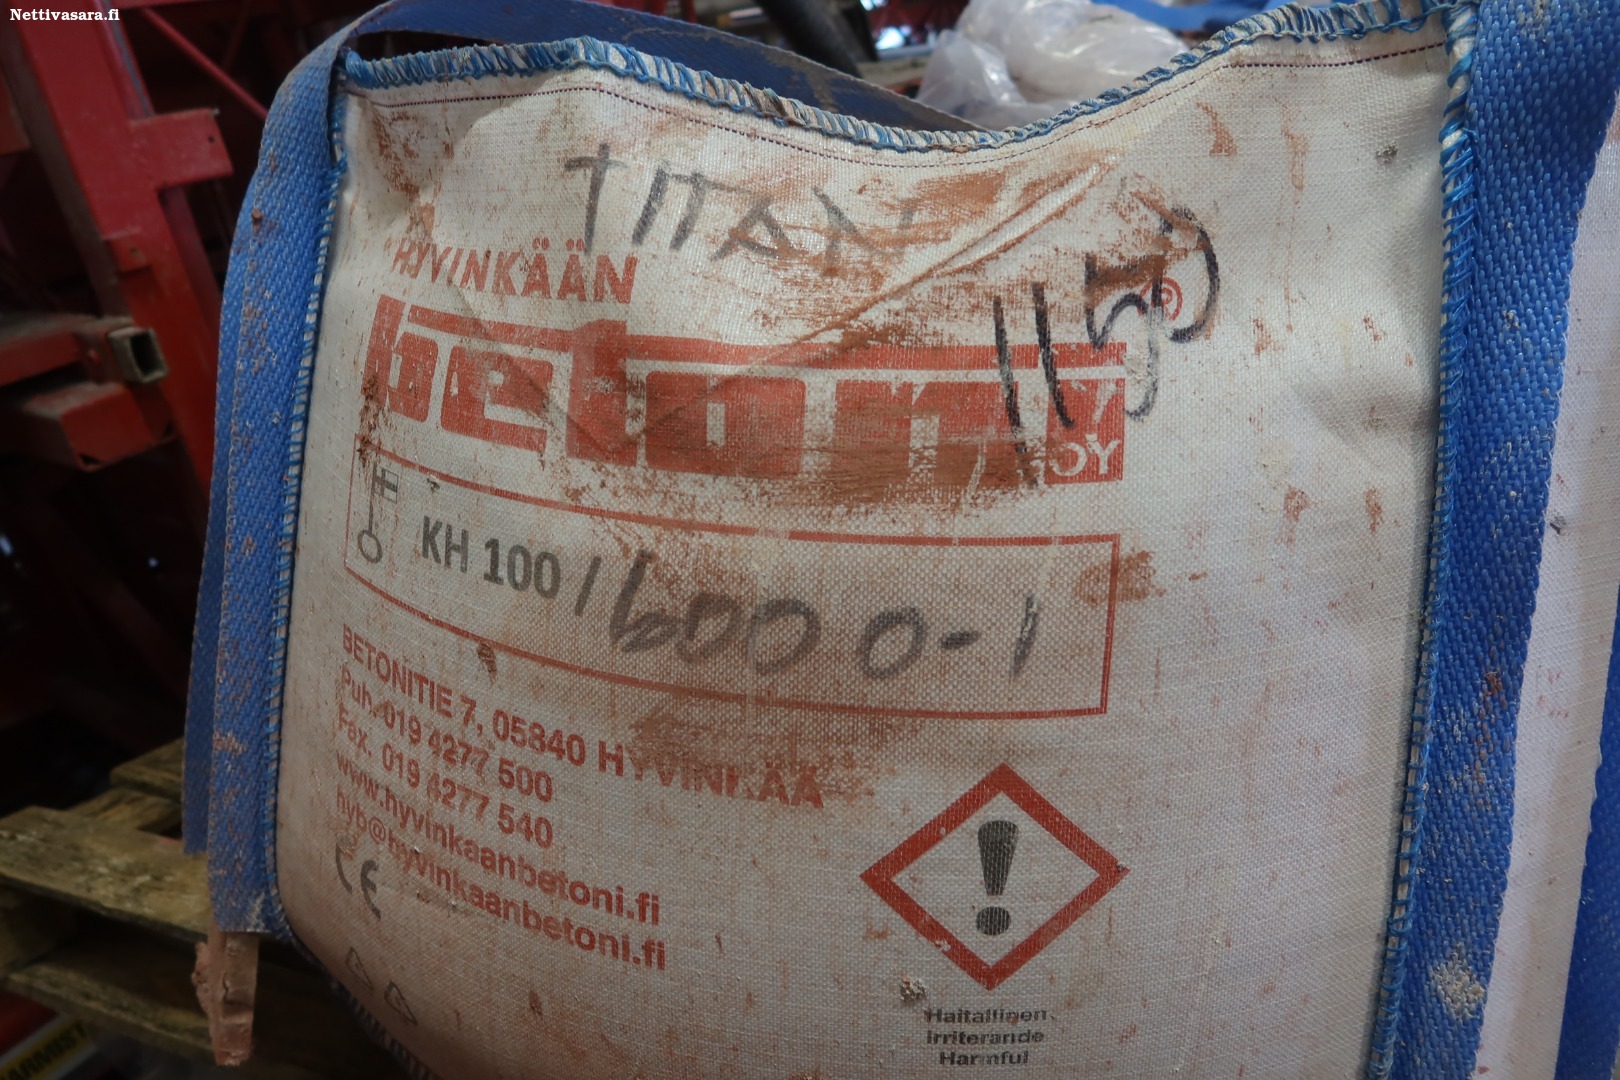 Nettivasara.fi
TITAN
1150
HYVINKÄÄN
betoni
OY
KH 100 / 600 0-1
BETONITIE 7, 05840 HYVINKÄÄ
Puh. 019 4277 500
Fax. 019 4277 540
www.hyvinkaanbetoni.fi
hyb@hyvinkaanbetoni.fi
CE
Haitallinen
Irriterande
Harmful